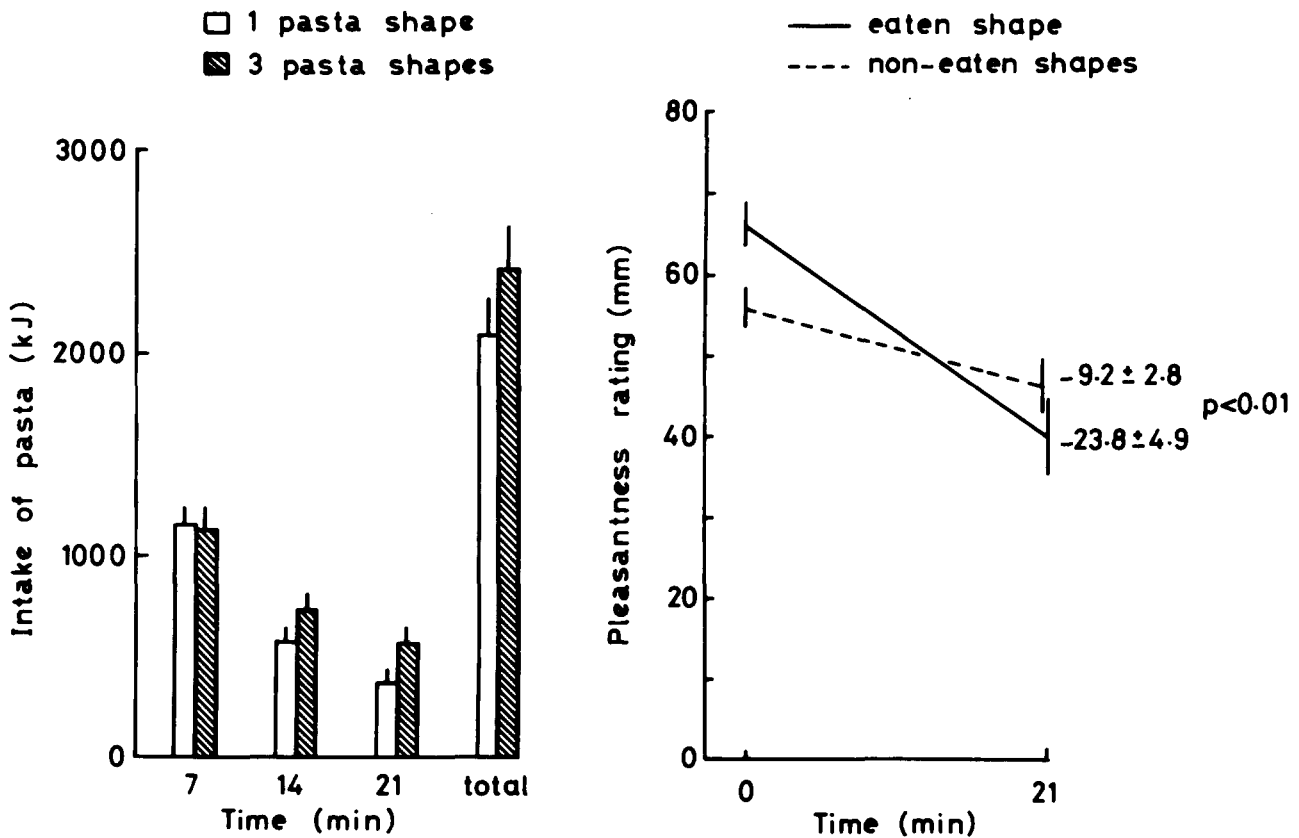 1 pasta shape
3 pasta shapes
3000
2000
1000
0
Intake of pasta (kJ)
7 14 21 total
Time (min)
eaten shape
non-eaten shapes
80
60
40
20
0
Pleasantness rating (mm)
-9.2 ± 2.8
p<0.01
-23.8 ± 4.9
0 21
Time (min)